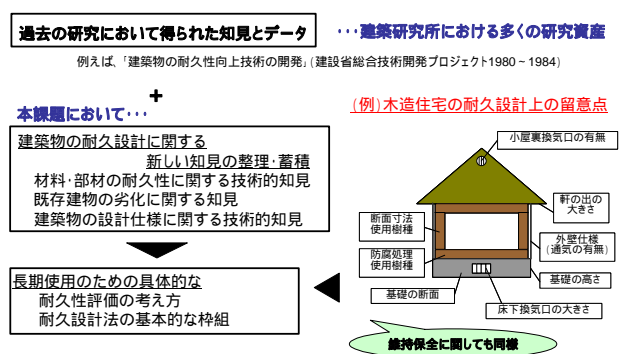 過去の研究において得られた知見とデータ
･･･建築研究所における多くの研究資産
例えば、「建築物の耐久性向上技術の開発」(建設省総合技術開発プロジェクト1980~1984)
+
本課題において･･･
建築物の耐久設計に関する
新しい知見の整理･蓄積
材料･部材の耐久性に関する技術的知見
既存建物の劣化に関する知見
建築物の設計仕様に関する技術的知見
長期使用のための具体的な
耐久性評価の考え方
耐久設計法の基本的な枠組
(例)木造住宅の耐久設計上の留意点
小屋裏換気口の有無
軒の出の
大きさ
断面寸法
使用樹種
外壁仕様
(通気の有無)
防腐処理
使用樹種
基礎の高さ
基礎の断面
床下換気口の大きさ
維持保全に関しても同様